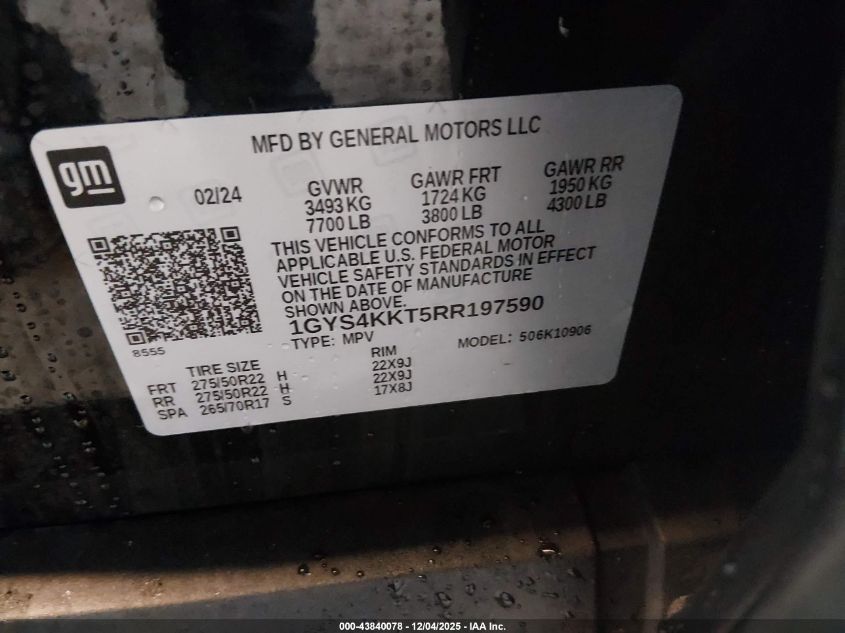 MFD BY GENERAL MOTORS LLC
gm
02/24
GVWR
3493 KG
7700 LB
GAWR FRT
1724 KG
3800 LB
GAWR RR
1950 KG
4300 LB
THIS VEHICLE CONFORMS TO ALL
APPLICABLE U.S. FEDERAL MOTOR
VEHICLE SAFETY STANDARDS IN EFFECT
ON THE DATE OF MANUFACTURE
SHOWN ABOVE.
1GYS4KKT5RR197590
TYPE: MPV
MODEL: 506K10906
8555
TIRE SIZE RIM
FRT 275/50R22 H 22X9J
RR 275/50R22 H 22X9J
SPA 265/70R17 S 17X8J
000-43840078 - 12/04/2025 - IAA Inc.